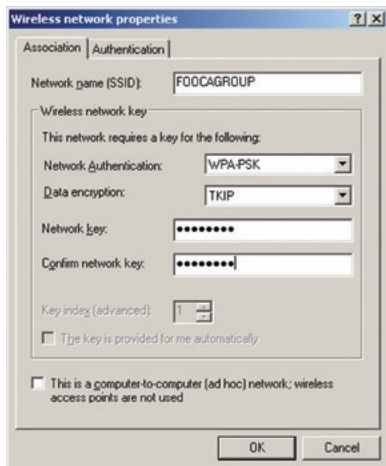 Wireless network properties
Association
Authentication
Network name (SSID):
FOOCAGROUP
Wireless network key
This network requires a key for the following:
Network Authentication:
WPA-PSK
Data encryption:
TKIP
Network key:
••••••••
Confirm network key:
••••••••
Key index (advanced):
1
The key is provided for me automatically
This is a computer-to-computer (ad hoc) network; wireless
access points are not used
OK
Cancel